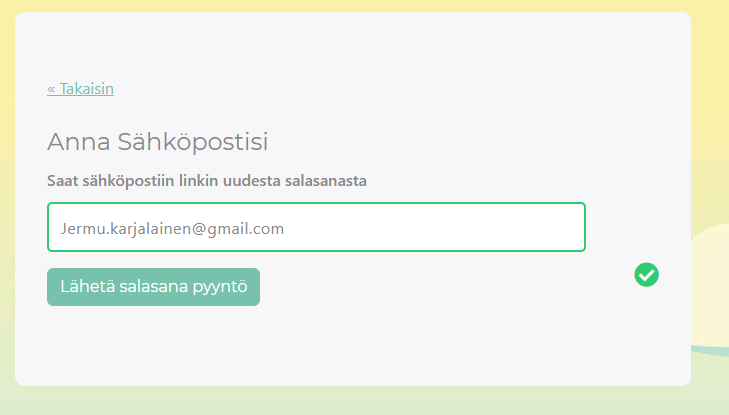 « Takaisin
Anna Sähköpostisi
Saat sähköpostiin linkin uudesta salasanasta
Jermu.karjalainen@gmail.com
Lähetä salasana pyyntö